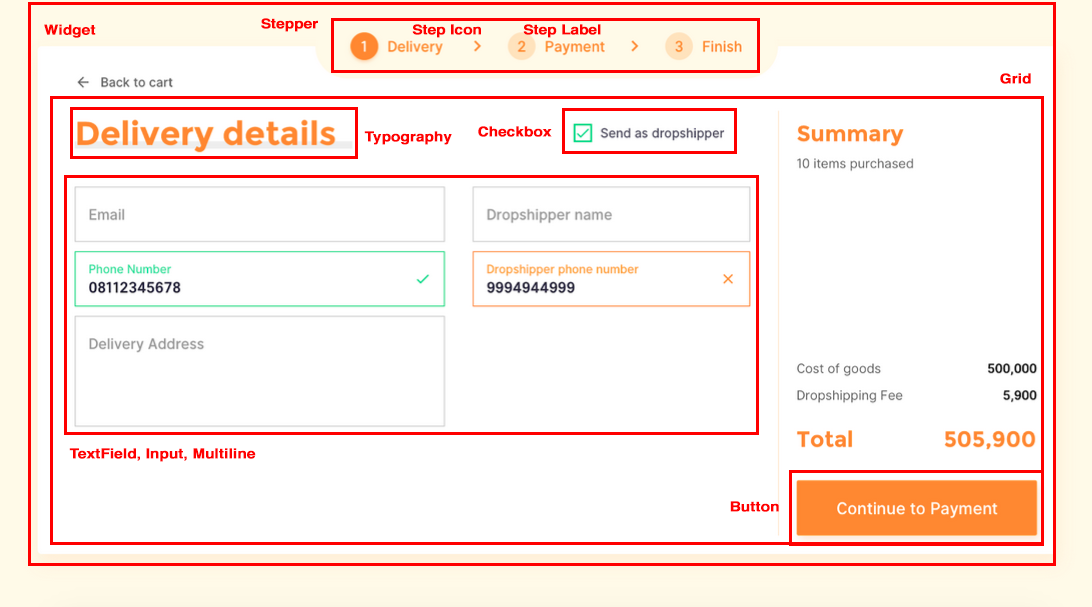 Widget
Stepper
Step Icon
Step Label
1 Delivery > 2 Payment > 3 Finish
← Back to cart
Grid
Delivery details
Typography
Checkbox
Send as dropshipper
Summary
10 items purchased
Email
Dropshipper name
Phone Number
08112345678
Dropshipper phone number
9994944999
Delivery Address
Cost of goods 500,000
Dropshipping Fee 5,900
Total 505,900
TextField, Input, Multiline
Button
Continue to Payment